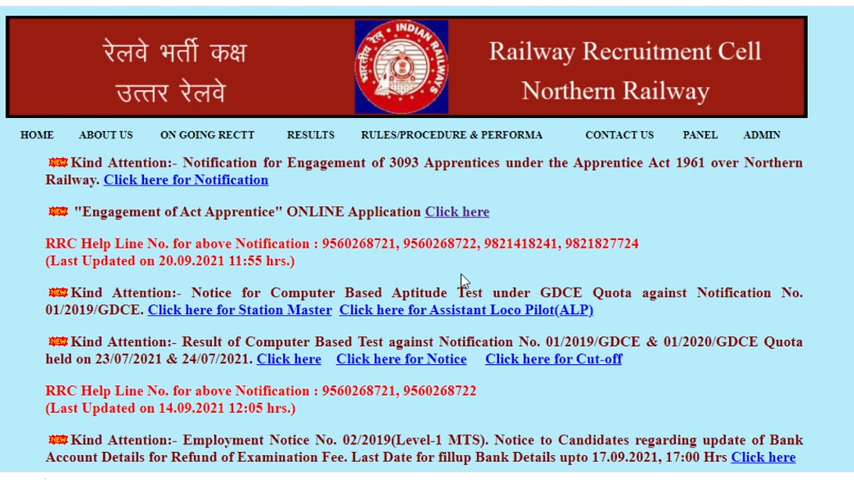 रेलवे भर्ती कक्ष
उत्तर रेलवे
INDIAN RAILWAYS
भारतीय रेल
Railway Recruitment Cell
Northern Railway
HOME ABOUT US ON GOING RECTT RESULTS RULES/PROCEDURE & PERFORMA CONTACT US PANEL ADMIN
NEW Kind Attention:- Notification for Engagement of 3093 Apprentices under the Apprentice Act 1961 over Northern
Railway. Click here for Notification
NEW "Engagement of Act Apprentice" ONLINE Application Click here
RRC Help Line No. for above Notification : 9560268721, 9560268722, 9821418241, 9821827724
(Last Updated on 20.09.2021 11:55 hrs.)
NEW Kind Attention:- Notice for Computer Based Aptitude Test under GDCE Quota against Notification No.
01/2019/GDCE. Click here for Station Master Click here for Assistant Loco Pilot(ALP)
NEW Kind Attention:- Result of Computer Based Test against Notification No. 01/2019/GDCE & 01/2020/GDCE Quota
held on 23/07/2021 & 24/07/2021. Click here Click here for Notice Click here for Cut-off
RRC Help Line No. for above Notification : 9560268721, 9560268722
(Last Updated on 14.09.2021 12:05 hrs.)
NEW Kind Attention:- Employment Notice No. 02/2019(Level-1 MTS). Notice to Candidates regarding update of Bank
Account Details for Refund of Examination Fee. Last Date for fillup Bank Details upto 17.09.2021, 17:00 Hrs Click here